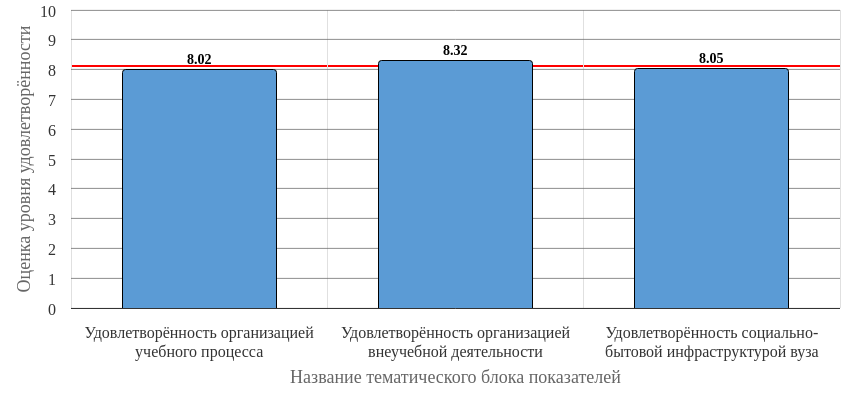 Оценка уровня удовлетворённости
10
9
8
7
6
5
4
3
2
1
0
8.02
8.32
8.05
Удовлетворённость организацией
учебного процесса
Удовлетворённость организацией
внеучебной деятельности
Удовлетворённость социально-
бытовой инфраструктурой вуза
Название тематического блока показателей